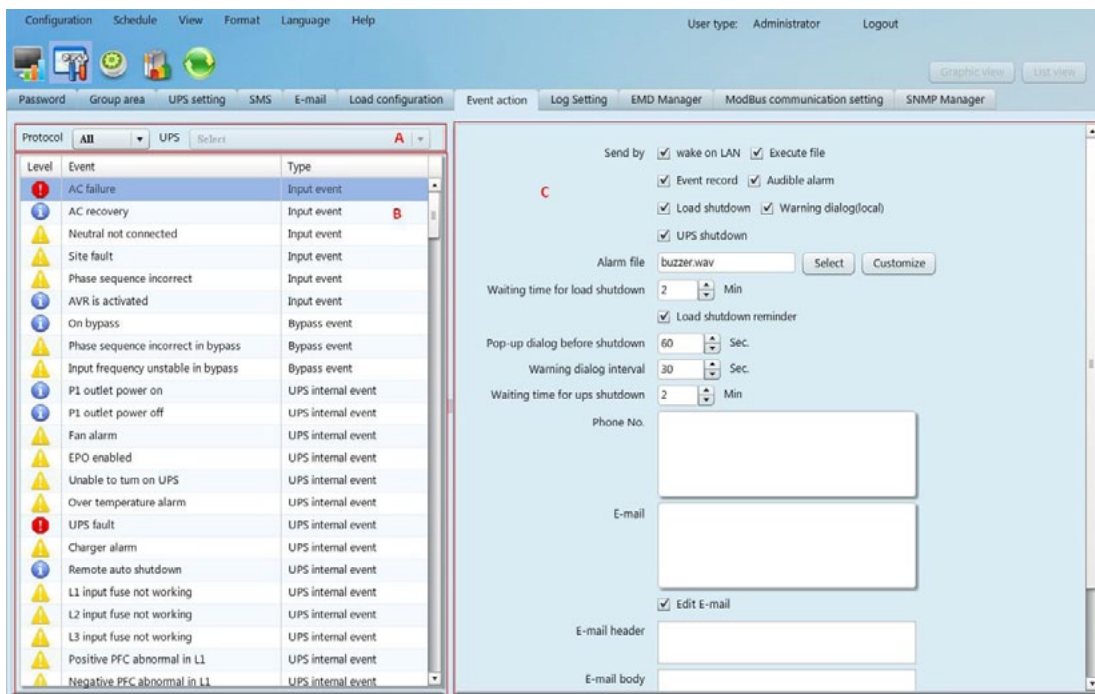 Configuration Schedule View Format Language Help User type: Administrator Logout
Graphic view List view
Password Group area UPS setting SMS E-mail Load configuration Event action Log Setting EMD Manager ModBus communication setting SNMP Manager
Protocol All UPS Select A
Level Event Type
AC failure Input event
AC recovery Input event B
Neutral not connected Input event
Site fault Input event
Phase sequence incorrect Input event
AVR is activated Input event
On bypass Bypass event
Phase sequence incorrect in bypass Bypass event
Input frequency unstable in bypass Bypass event
P1 outlet power on UPS internal event
P1 outlet power off UPS internal event
Fan alarm UPS internal event
EPO enabled UPS internal event
Unable to turn on UPS UPS internal event
Over temperature alarm UPS internal event
UPS fault UPS internal event
Charger alarm UPS internal event
Remote auto shutdown UPS internal event
L1 input fuse not working UPS internal event
L2 input fuse not working UPS internal event
L3 input fuse not working UPS internal event
Positive PFC abnormal in L1 UPS internal event
Negative PFC abnormal in L1 UPS internal event
C
Send by wake on LAN Execute file
Event record Audible alarm
Load shutdown Warning dialog(local)
UPS shutdown
Alarm file buzzer.wav Select Customize
Waiting time for load shutdown 2 Min
Load shutdown reminder
Pop-up dialog before shutdown 60 Sec.
Warning dialog interval 30 Sec.
Waiting time for ups shutdown 2 Min
Phone No.
E-mail
Edit E-mail
E-mail header
E-mail body